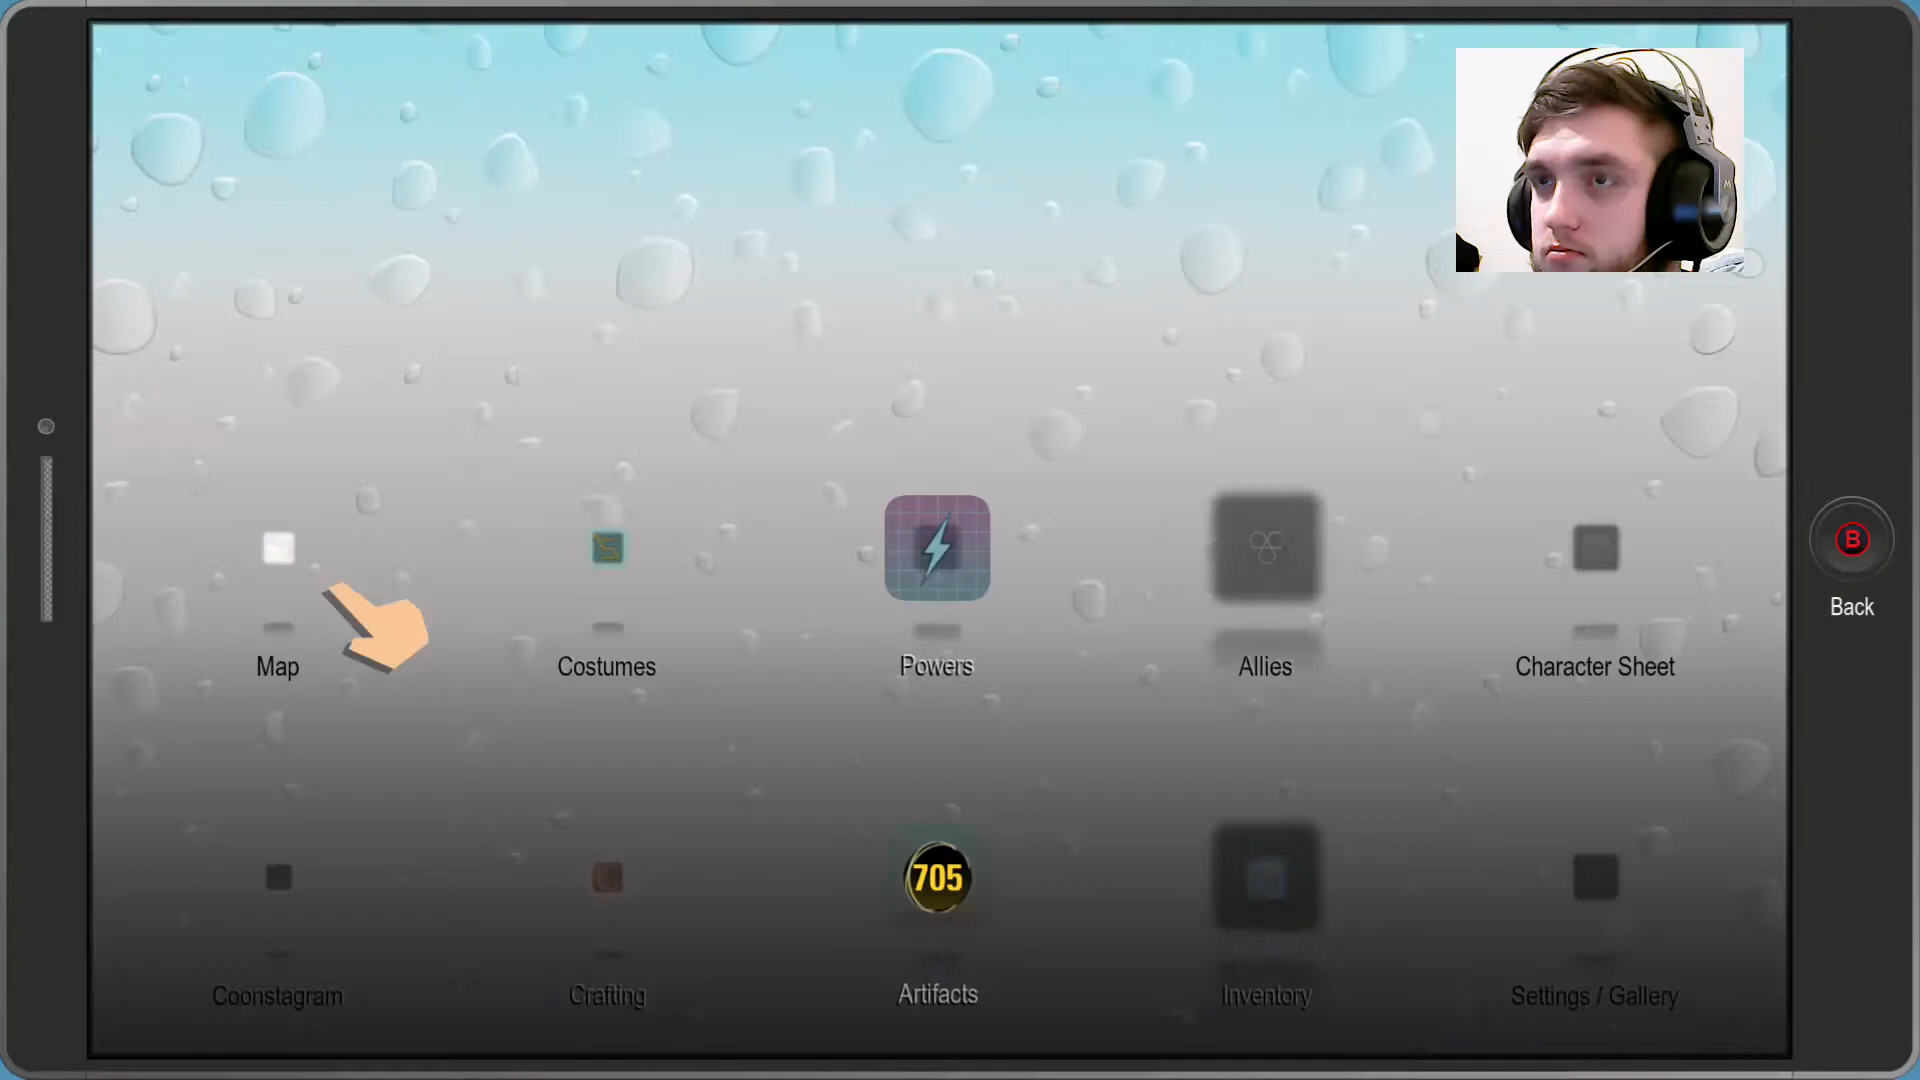 B
Back
Map
Costumes
Powers
Allies
Character Sheet
705
Coonstagram
Crafting
Artifacts
Inventory
Settings / Gallery